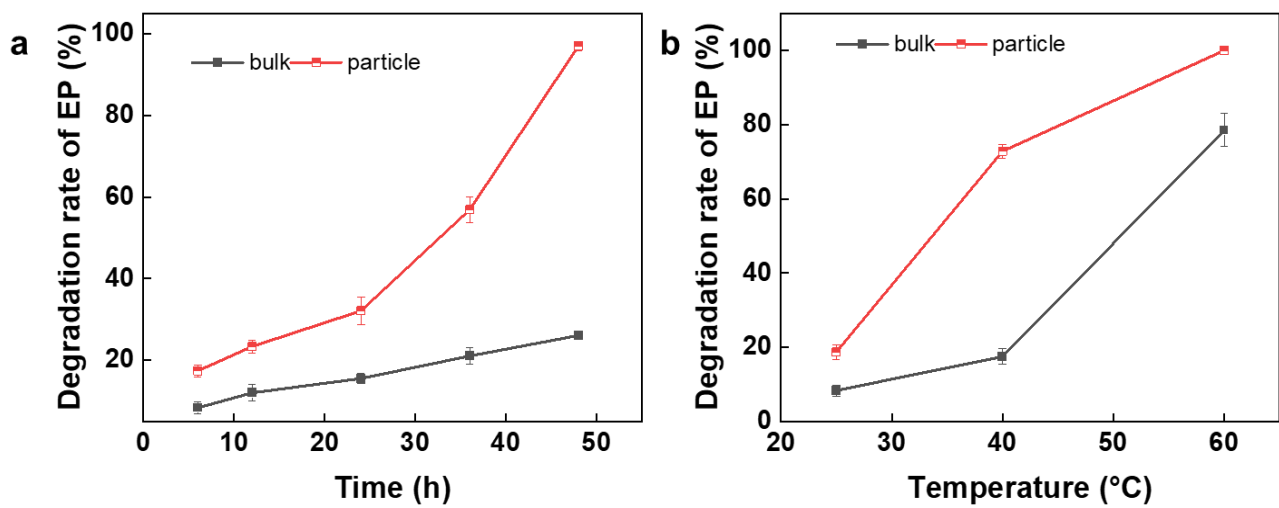 a
Degradation rate of EP (%)
100
80
60
40
20
bulk particle
0 10 20 30 40 50
Time (h)
b
Degradation rate of EP (%)
100
80
60
40
20
0
bulk particle
20 30 40 50 60
Temperature (°C)